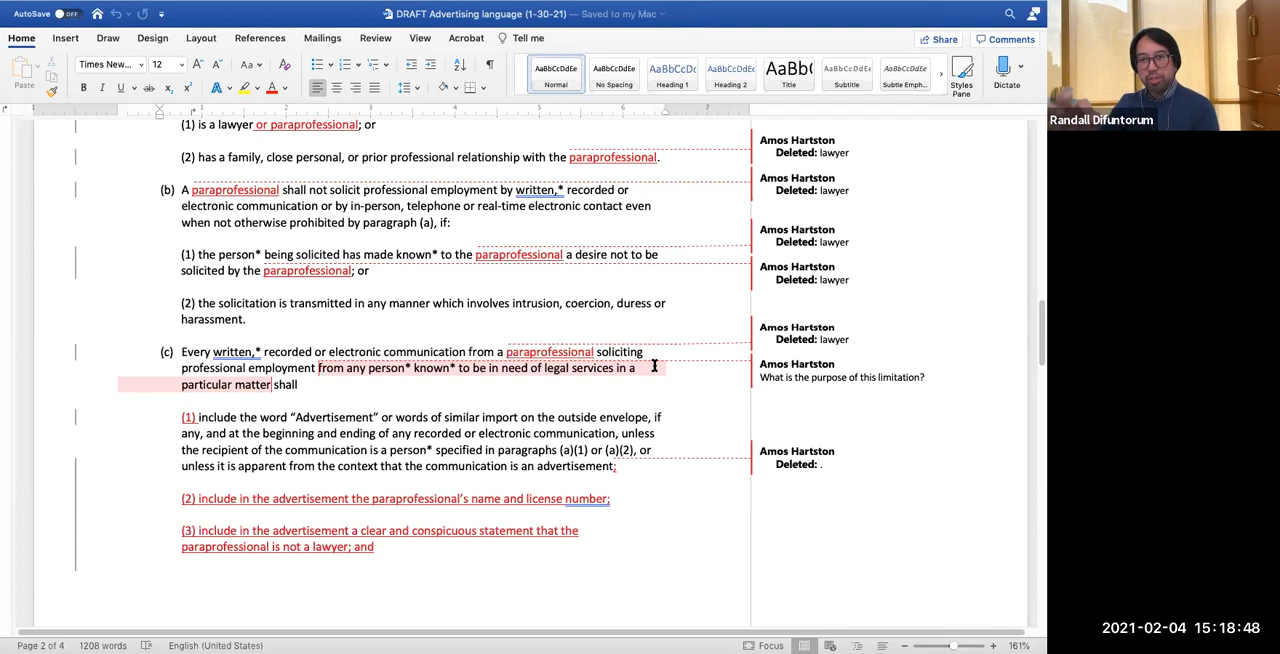 AutoSave OFF
DRAFT Advertising language (1-30-21) — Saved to my Mac
Home Insert Draw Design Layout References Mailings Review View Acrobat Tell me
Share Comments
Paste
Times New... 12
AaBbCcDdEe AaBbCcDdEe AaBbCcDc AaBbCcDdEe AaBb( AaBbCcDdEe AaBbCcDdEe
Normal No Spacing Heading 1 Heading 2 Title Subtitle Subtle Emph...
Styles Pane
Dictate
Randall Difuntorum
1 2 3 4 5 6 7
(1) is a lawyer or paraprofessional; or
(2) has a family, close personal, or prior professional relationship with the paraprofessional.
(b) A paraprofessional shall not solicit professional employment by written,* recorded or
electronic communication or by in-person, telephone or real-time electronic contact even
when not otherwise prohibited by paragraph (a), if:
(1) the person* being solicited has made known* to the paraprofessional a desire not to be
solicited by the paraprofessional; or
(2) the solicitation is transmitted in any manner which involves intrusion, coercion, duress or
harassment.
(c) Every written,* recorded or electronic communication from a paraprofessional soliciting
professional employment from any person* known* to be in need of legal services in a
particular matter shall
(1) include the word “Advertisement” or words of similar import on the outside envelope, if
any, and at the beginning and ending of any recorded or electronic communication, unless
the recipient of the communication is a person* specified in paragraphs (a)(1) or (a)(2), or
unless it is apparent from the context that the communication is an advertisement;
(2) include in the advertisement the paraprofessional’s name and license number;
(3) include in the advertisement a clear and conspicuous statement that the
paraprofessional is not a lawyer; and
Amos Hartston
Deleted: lawyer
Amos Hartston
Deleted: lawyer
Amos Hartston
Deleted: lawyer
Amos Hartston
Deleted: lawyer
Amos Hartston
Deleted: lawyer
Amos Hartston
What is the purpose of this limitation?
Amos Hartston
Deleted: .
2021-02-04 15:18:48
Page 2 of 4 1208 words English (United States) Focus 161%